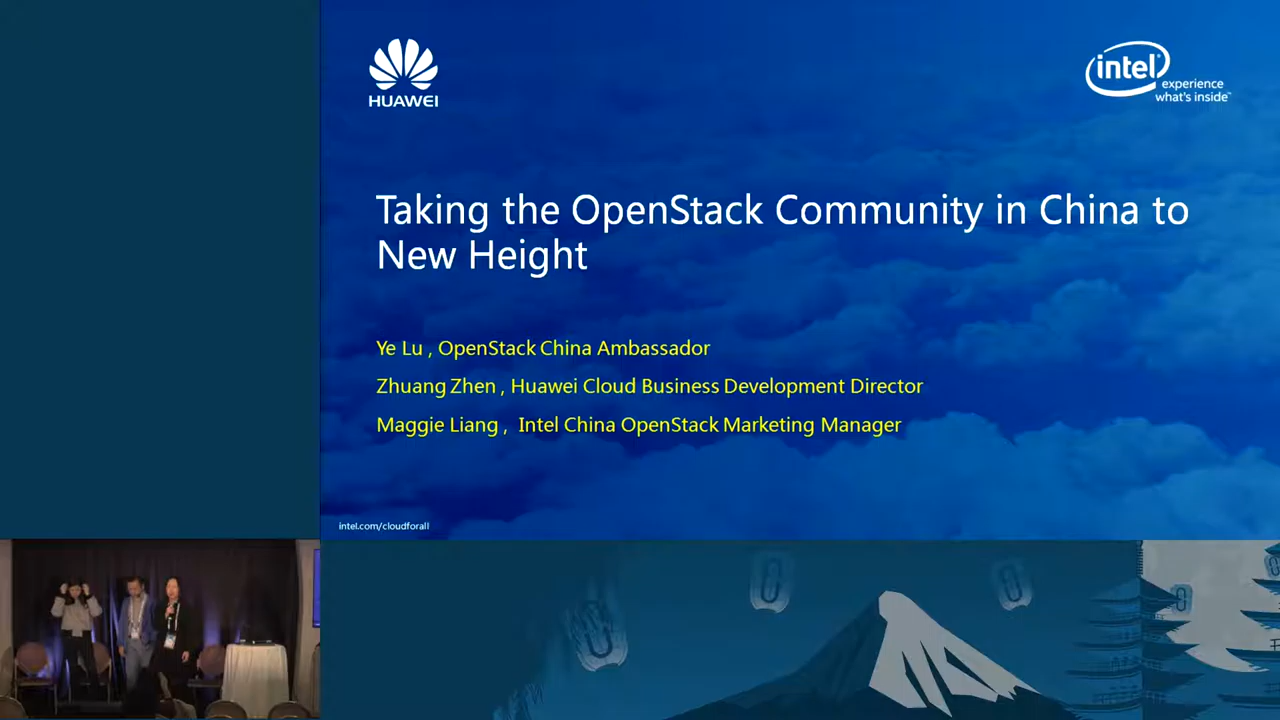 HUAWEI
intel
experience
what's inside™
Taking the OpenStack Community in China to
New Height
Ye Lu , OpenStack China Ambassador
Zhuang Zhen , Huawei Cloud Business Development Director
Maggie Liang ,  Intel China OpenStack Marketing Manager
intel.com/cloudforall